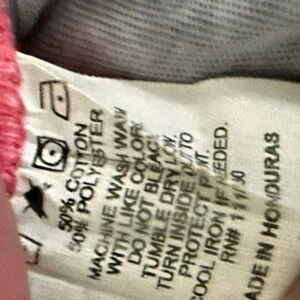 50% COTTON
50% POLYESTER
MACHINE WASH WARM
WITH LIKE COLORS
DO NOT BLEACH
TUMBLE DRY LOW.
TURN INSIDE OUT TO
PROTECT PRINT.
COOL IRON IF NEEDED.
RN#
MADE IN HONDURAS